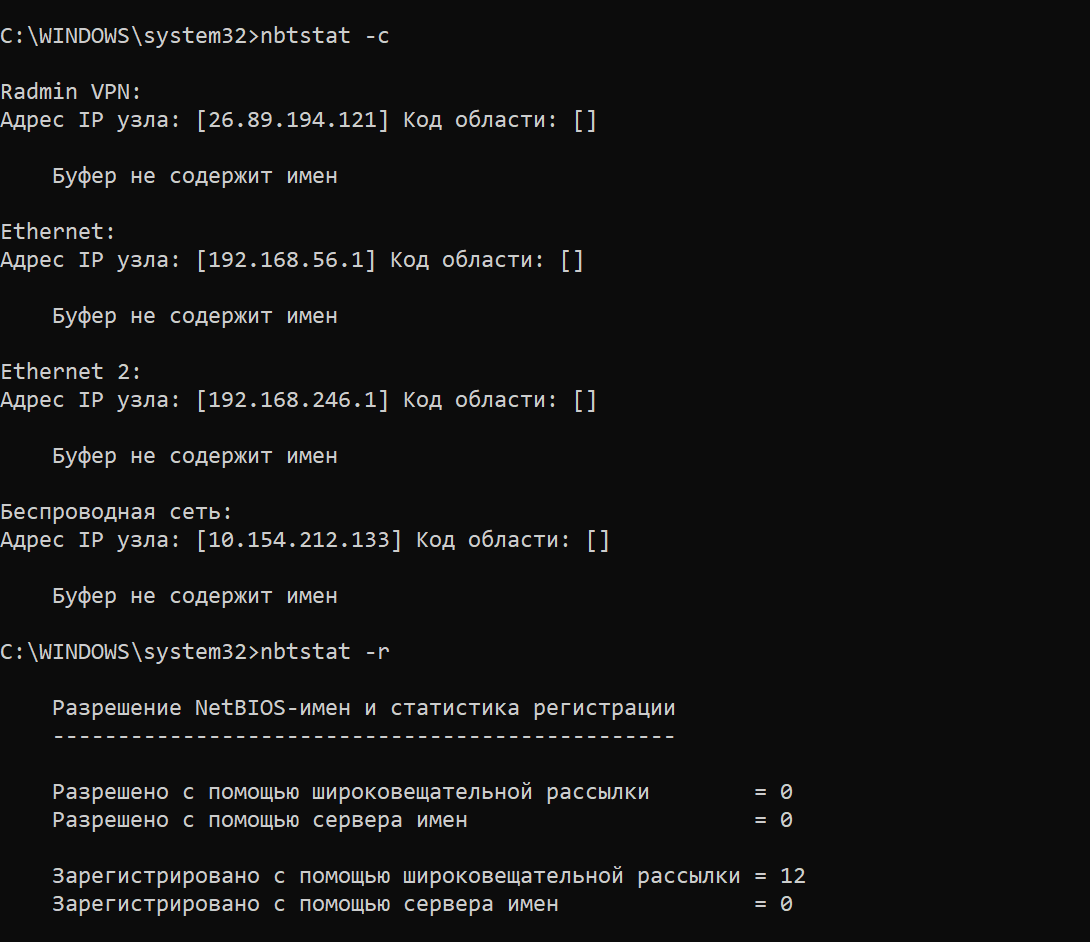 C:\WINDOWS\system32>nbtstat -c
Radmin VPN:
Адрес IP узла: [26.89.194.121] Код области: []
Буфер не содержит имен
Ethernet:
Адрес IP узла: [192.168.56.1] Код области: []
Буфер не содержит имен
Ethernet 2:
Адрес IP узла: [192.168.246.1] Код области: []
Буфер не содержит имен
Беспроводная сеть:
Адрес IP узла: [10.154.212.133] Код области: []
Буфер не содержит имен
C:\WINDOWS\system32>nbtstat -r
Разрешение NetBIOS-имен и статистика регистрации
------------------------------------------------
Разрешено с помощью широковещательной рассылки        = 0
Разрешено с помощью сервера имен                      = 0
Зарегистрировано с помощью широковещательной рассылки = 12
Зарегистрировано с помощью сервера имен               = 0